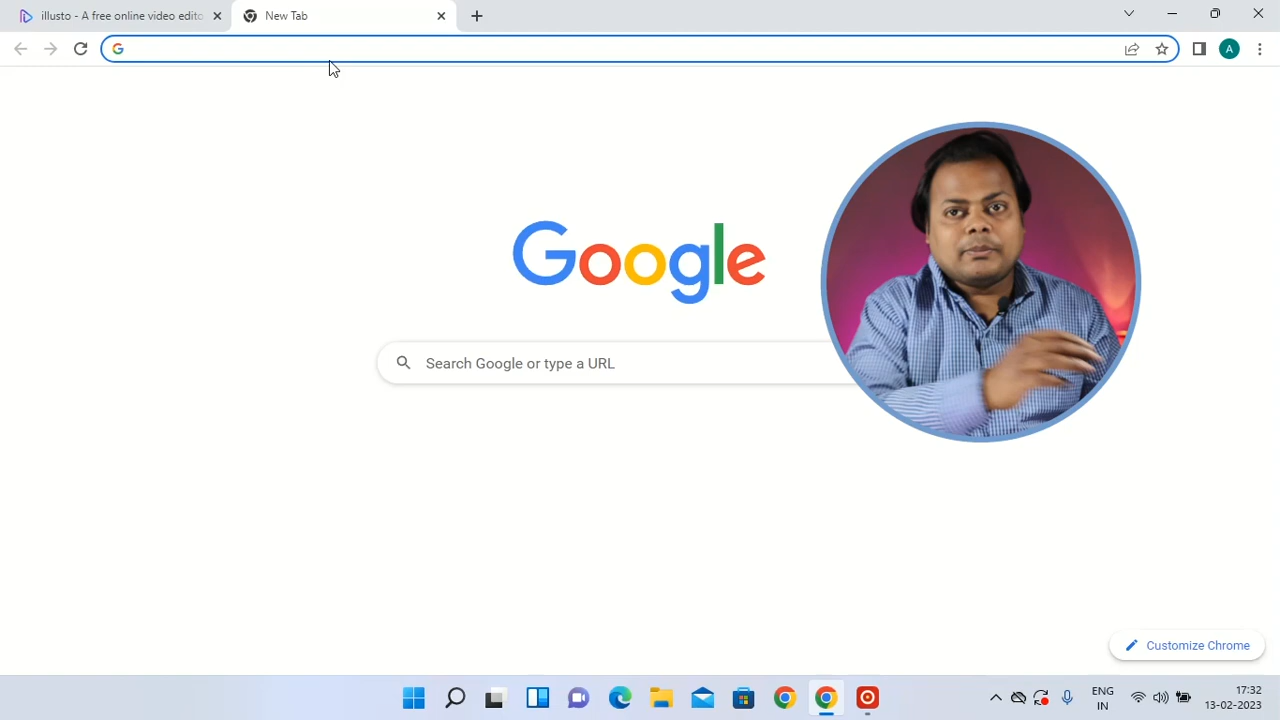 illusto - A free online video edito
New Tab
A
Google
Search Google or type a URL
Customize Chrome
ENG
IN
17:32
13-02-2023